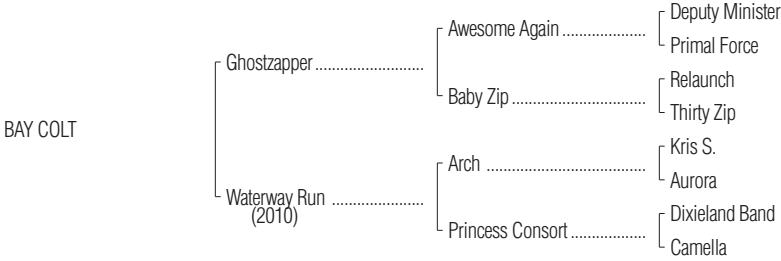 Deputy Minister
Awesome Again ....................
Primal Force
Ghostzapper ..........................
Relaunch
Baby Zip ................................
Thirty Zip
BAY COLT
Kris S.
Arch ......................................
Aurora
Waterway Run ......................
(2010)
Dixieland Band
Princess Consort ..................
Camella